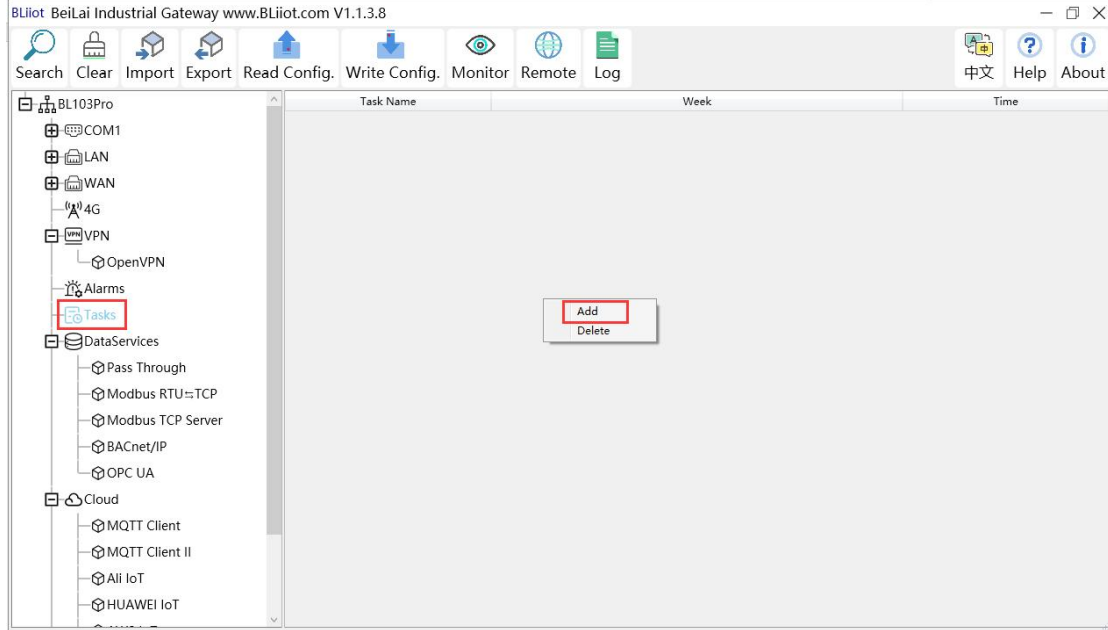 BLiiot BeiLai Industrial Gateway www.BLiiot.com V1.1.3.8
Search Clear Import Export Read Config. Write Config. Monitor Remote Log 中文 Help About
BL103Pro
Task Name Week Time
COM1
LAN
WAN
4G
VPN
VPN
OpenVPN
Alarms
Tasks
Add
Delete
DataServices
Pass Through
Modbus RTU⇆TCP
Modbus TCP Server
BACnet/IP
OPC UA
Cloud
MQTT Client
MQTT Client II
Ali IoT
HUAWEI IoT